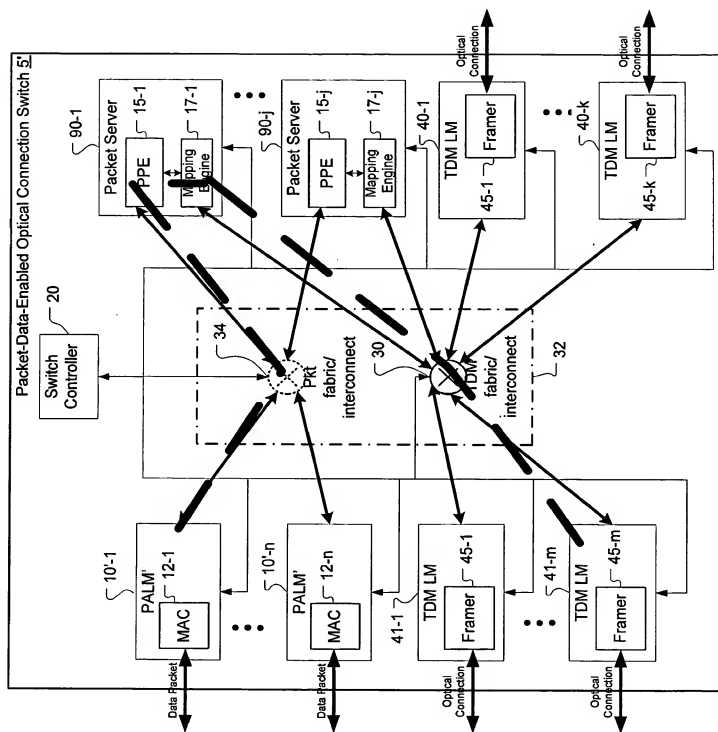 Packet-Data-Enabled Optical Connection Switch 5'
20
Switch
Controller
90-1
Packet Server
15-1
PPE
17-1
Mapping
Engine
90-j
Packet Server
15-j
PPE
17-j
Mapping
Engine
40-1
TDM LM
Framer
45-1
Optical
Connection
40-k
TDM LM
Framer
45-k
Optical
Connection
34
Pkt
fabric/
interconnect
30
TDM
fabric/
interconnect
32
10'-1
PALM'
12-1
MAC
Data Packet
10'-n
PALM'
12-n
MAC
Data Packet
41-1
TDM LM
45-1
Framer
Optical
Connection
41-m
TDM LM
45-m
Framer
Optical
Connection